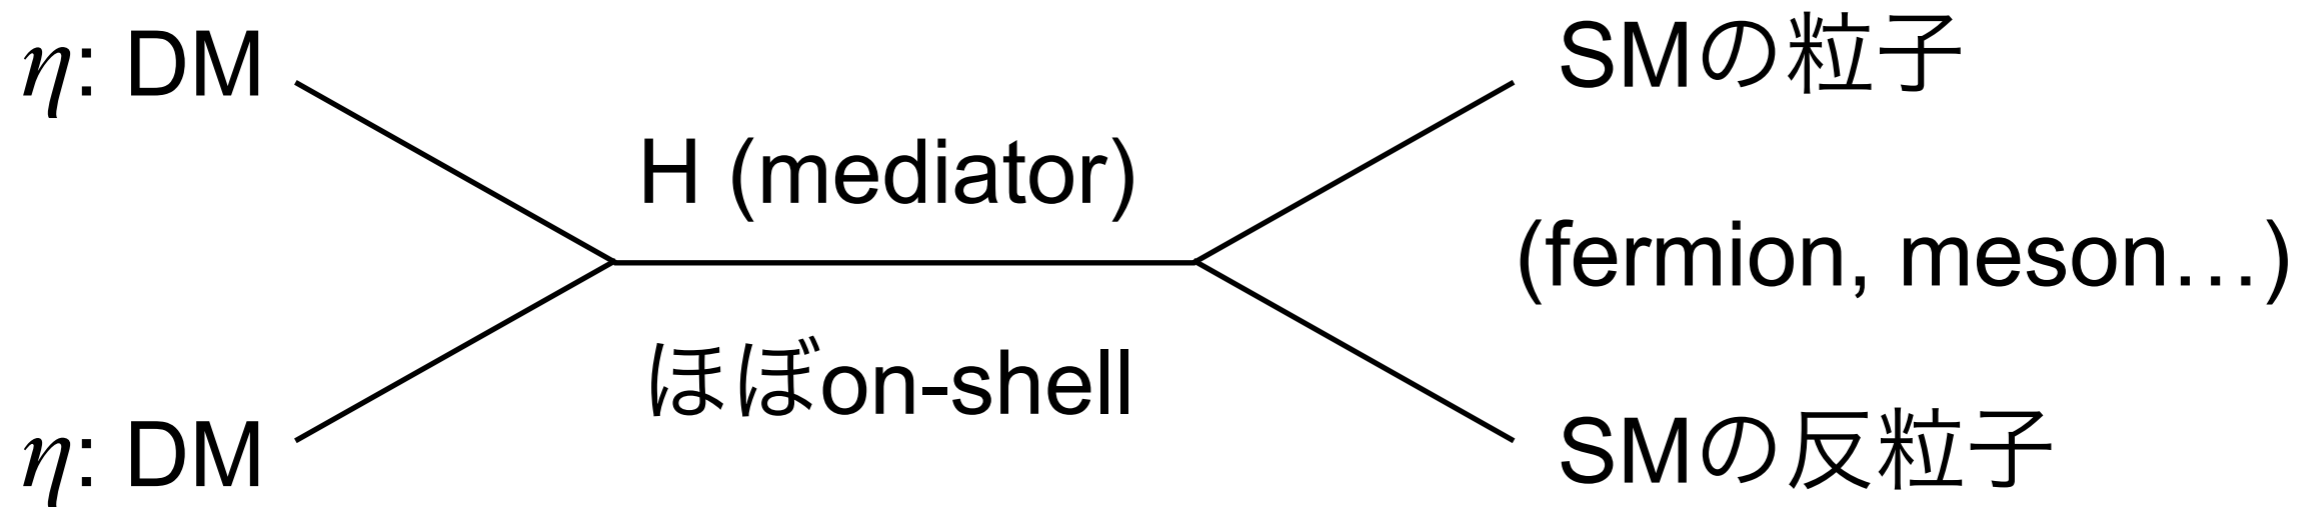 η: DM
SMの粒子
H (mediator)
(fermion, meson…)
ほぼon-shell
η: DM
SMの反粒子